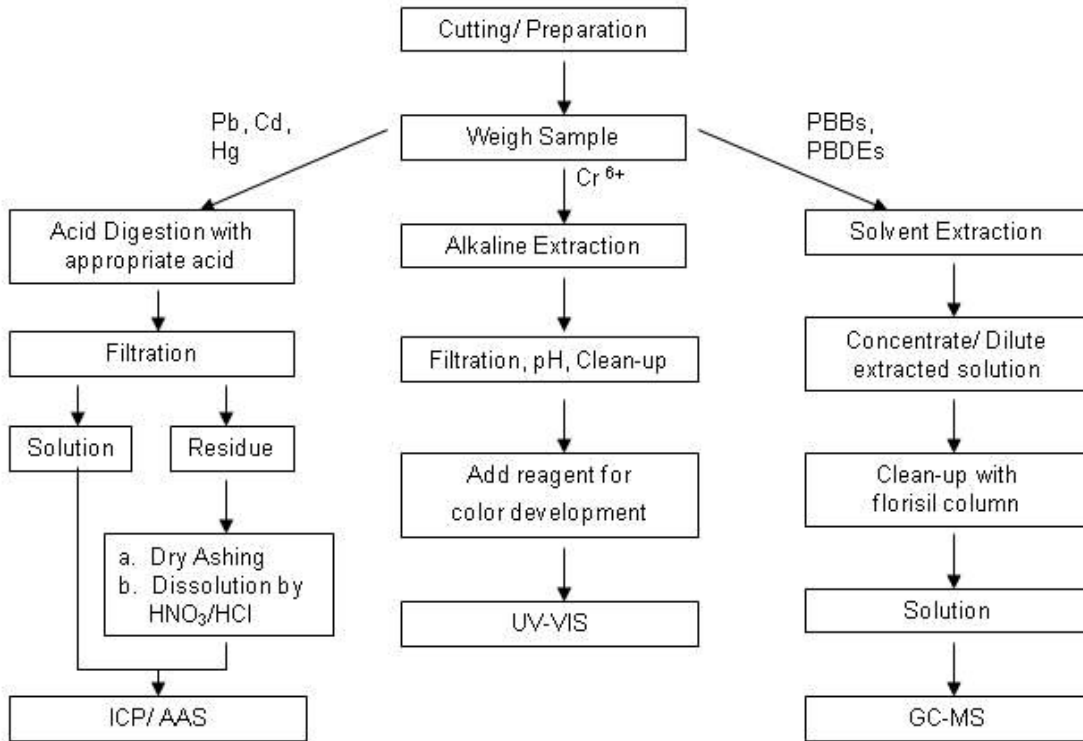 Cutting/ Preparation
Weigh Sample
Pb, Cd,
Hg
Cr 6+
PBBs,
PBDEs
Acid Digestion with
appropriate acid
Filtration
Solution
Residue
a. Dry Ashing
b. Dissolution by
HNO₃/HCl
ICP/ AAS
Alkaline Extraction
Filtration, pH, Clean-up
Add reagent for
color development
UV-VIS
Solvent Extraction
Concentrate/ Dilute
extracted solution
Clean-up with
florisil column
Solution
GC-MS